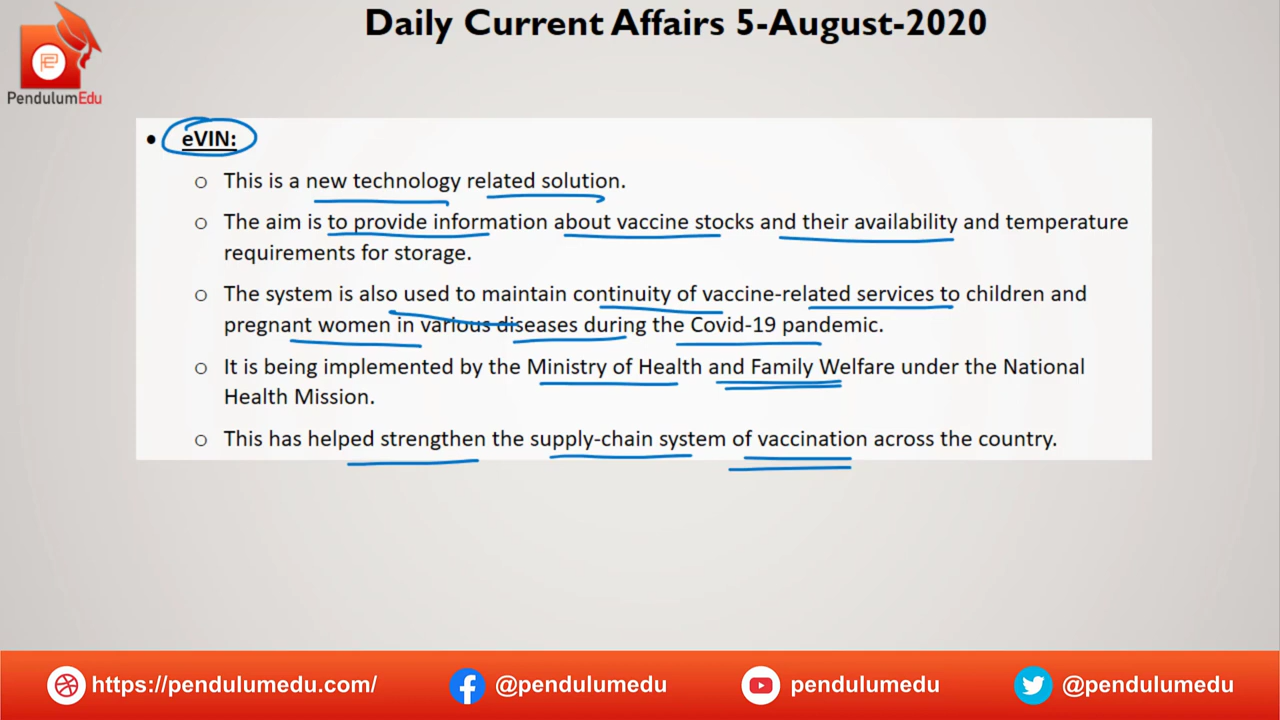 Daily Current Affairs 5-August-2020
PendulumEdu
• eVIN:
o This is a new technology related solution.
o The aim is to provide information about vaccine stocks and their availability and temperature
requirements for storage.
o The system is also used to maintain continuity of vaccine-related services to children and
pregnant women in various diseases during the Covid-19 pandemic.
o It is being implemented by the Ministry of Health and Family Welfare under the National
Health Mission.
o This has helped strengthen the supply-chain system of vaccination across the country.
https://pendulumedu.com/ @pendulumedu pendulumedu @pendulumedu